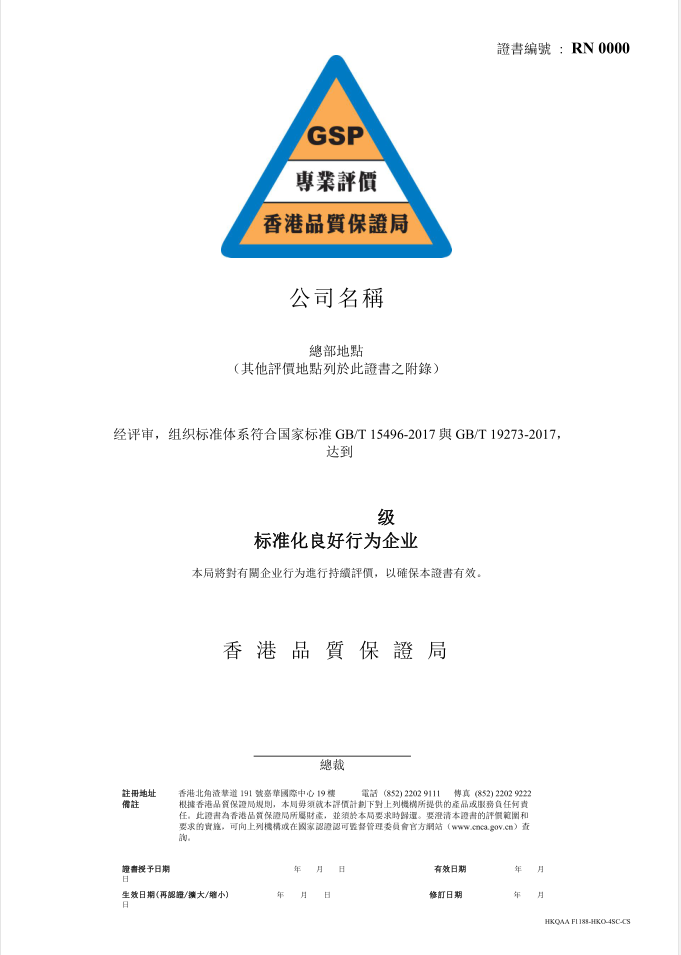 證書編號 : RN 0000
GSP
專業評價
香港品質保證局
公司名稱
總部地點
（其他評價地點列於此證書之附錄）
经评审，组织标准体系符合国家标准 GB/T 15496-2017 與 GB/T 19273-2017，
达到
级
标准化良好行为企业
本局將對有關企业行为進行持續評價，以確保本證書有效。
香港品質保證局
總裁
註冊地址 香港北角渣華道 191 號嘉華國際中心 19 樓 電話 (852) 2202 9111 傳真 (852) 2202 9222
備註 根據香港品質保證局規則，本局毋須就本評價計劃下對上列機構所提供的產品或服務負任何責
任。此證書為香港品質保證局所屬財產，並須於本局要求時歸還。要澄清本證書的評價範圍和
要求的實施，可向上列機構或在國家認證認可監督管理委員會官方網站（www.cnca.gov.cn）查
詢。
證書授予日期 年 月 日 有效日期 年 月
日
生效日期(再認證/擴大/缩小) 年 月 日 修訂日期 年 月
日
HKQAA F1188-HKO-4SC-CS